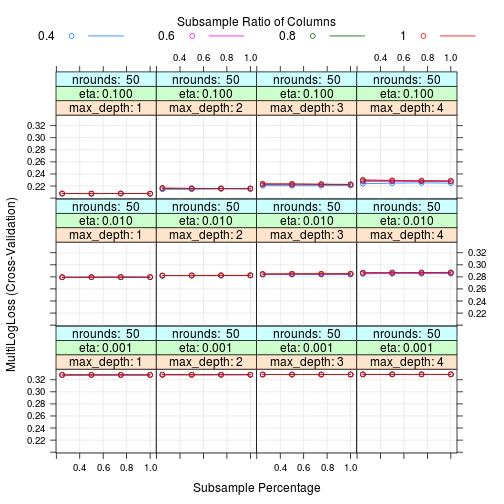 Subsample Ratio of Columns
0.4 0.6 0.8 1
0.4 0.6 0.8 1.0 0.4 0.6 0.8 1.0
nrounds: 50 nrounds: 50 nrounds: 50 nrounds: 50
eta: 0.100 eta: 0.100 eta: 0.100 eta: 0.100
max_depth: 1 max_depth: 2 max_depth: 3 max_depth: 4
0.32
0.30
0.28
0.26
0.24
0.22
nrounds: 50 nrounds: 50 nrounds: 50 nrounds: 50
eta: 0.010 eta: 0.010 eta: 0.010 eta: 0.010
max_depth: 1 max_depth: 2 max_depth: 3 max_depth: 4
0.32
0.30
0.28
0.26
0.24
0.22
nrounds: 50 nrounds: 50 nrounds: 50 nrounds: 50
eta: 0.001 eta: 0.001 eta: 0.001 eta: 0.001
max_depth: 1 max_depth: 2 max_depth: 3 max_depth: 4
0.32
0.30
0.28
0.26
0.24
0.22
0.4 0.6 0.8 1.0 0.4 0.6 0.8 1.0
Subsample Percentage
MultiLogLoss (Cross-Validation)